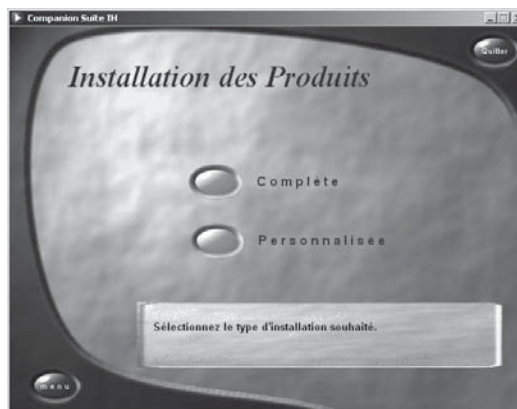 Companion Suite IH
Quitter
Installation des Produits
Complète
Personnalisée
Sélectionnez le type d'installation souhaité.
menu